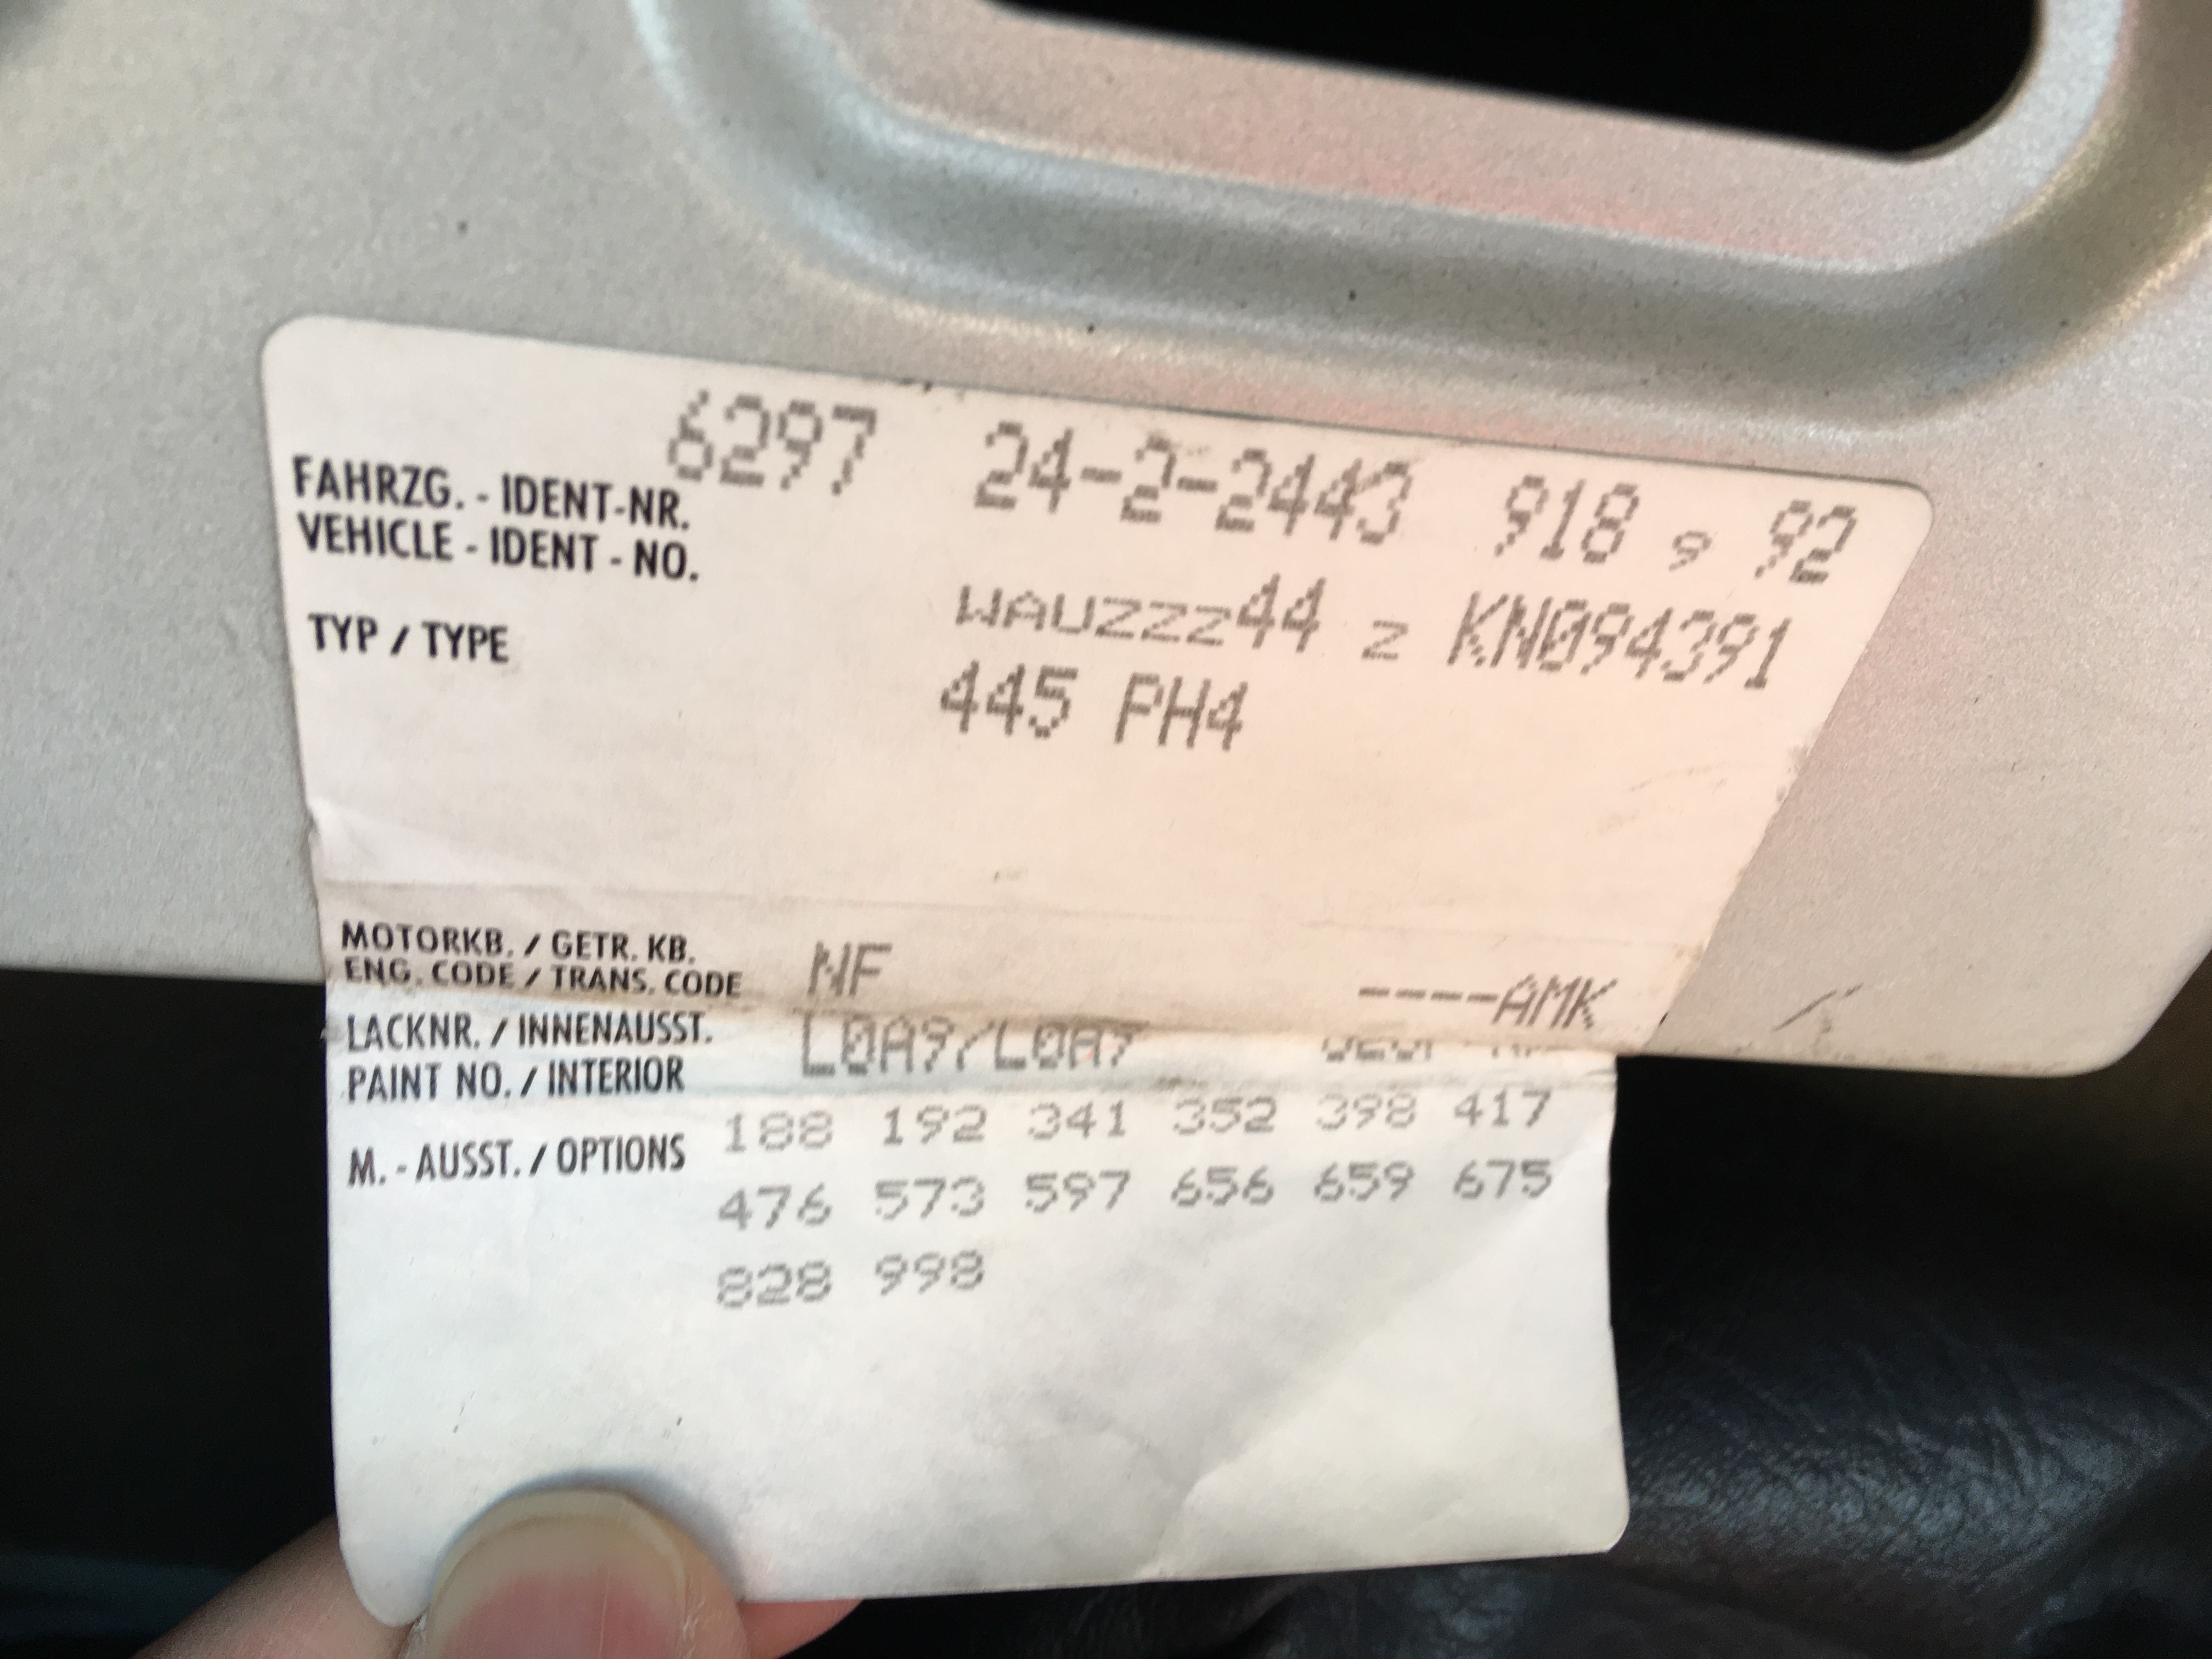 6297 24-2-2443 918 9 92
FAHRZG. - IDENT-NR.
VEHICLE - IDENT - NO.
WAUZZZ44 Z KN094391
TYP / TYPE
445 PH4
MOTORKB. / GETR. KB.
ENG. CODE / TRANS. CODE
NF ----AMK
LACKNR. / INNENAUSST.
PAINT NO. / INTERIOR
L0A9/L0A7
M. - AUSST. / OPTIONS
188 192 341 352 398 417
476 573 597 656 659 675
828 998